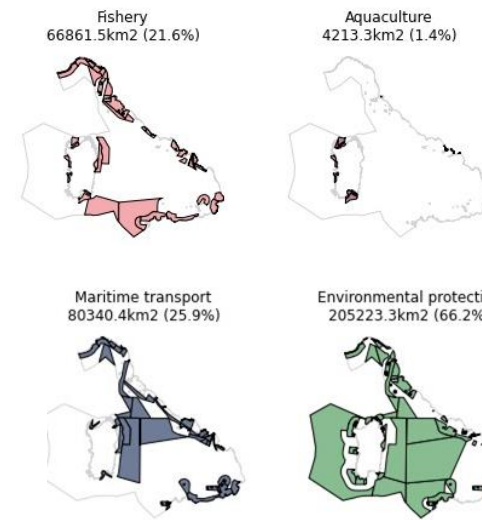 Fishery
66861.5km2 (21.6%)
Aquaculture
4213.3km2 (1.4%)
Maritime transport
80340.4km2 (25.9%)
Environmental protecti
205223.3km2 (66.2%